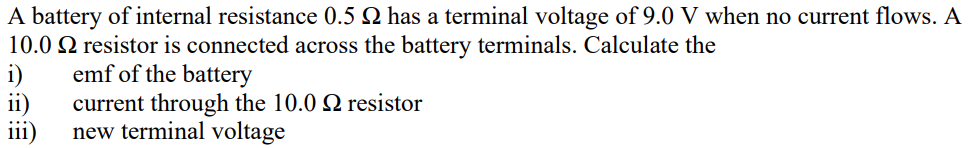 A battery of internal resistance 0.5 Ω has a terminal voltage of 9.0 V when no current flows. A
10.0 Ω resistor is connected across the battery terminals. Calculate the
i) emf of the battery
ii) current through the 10.0 Ω resistor
iii) new terminal voltage